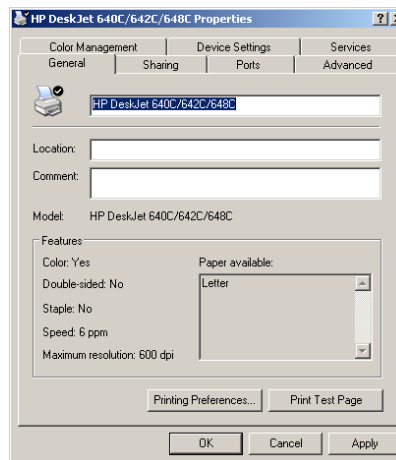 HP DeskJet 640C/642C/648C Properties
?
Color Management Device Settings Services
General Sharing Ports Advanced
HP DeskJet 640C/642C/648C
Location:
Comment:
Model: HP DeskJet 640C/642C/648C
Features
Color: Yes Paper available:
Double-sided: No Letter
Staple: No
Speed: 6 ppm
Maximum resolution: 600 dpi
Printing Preferences... Print Test Page
OK Cancel Apply